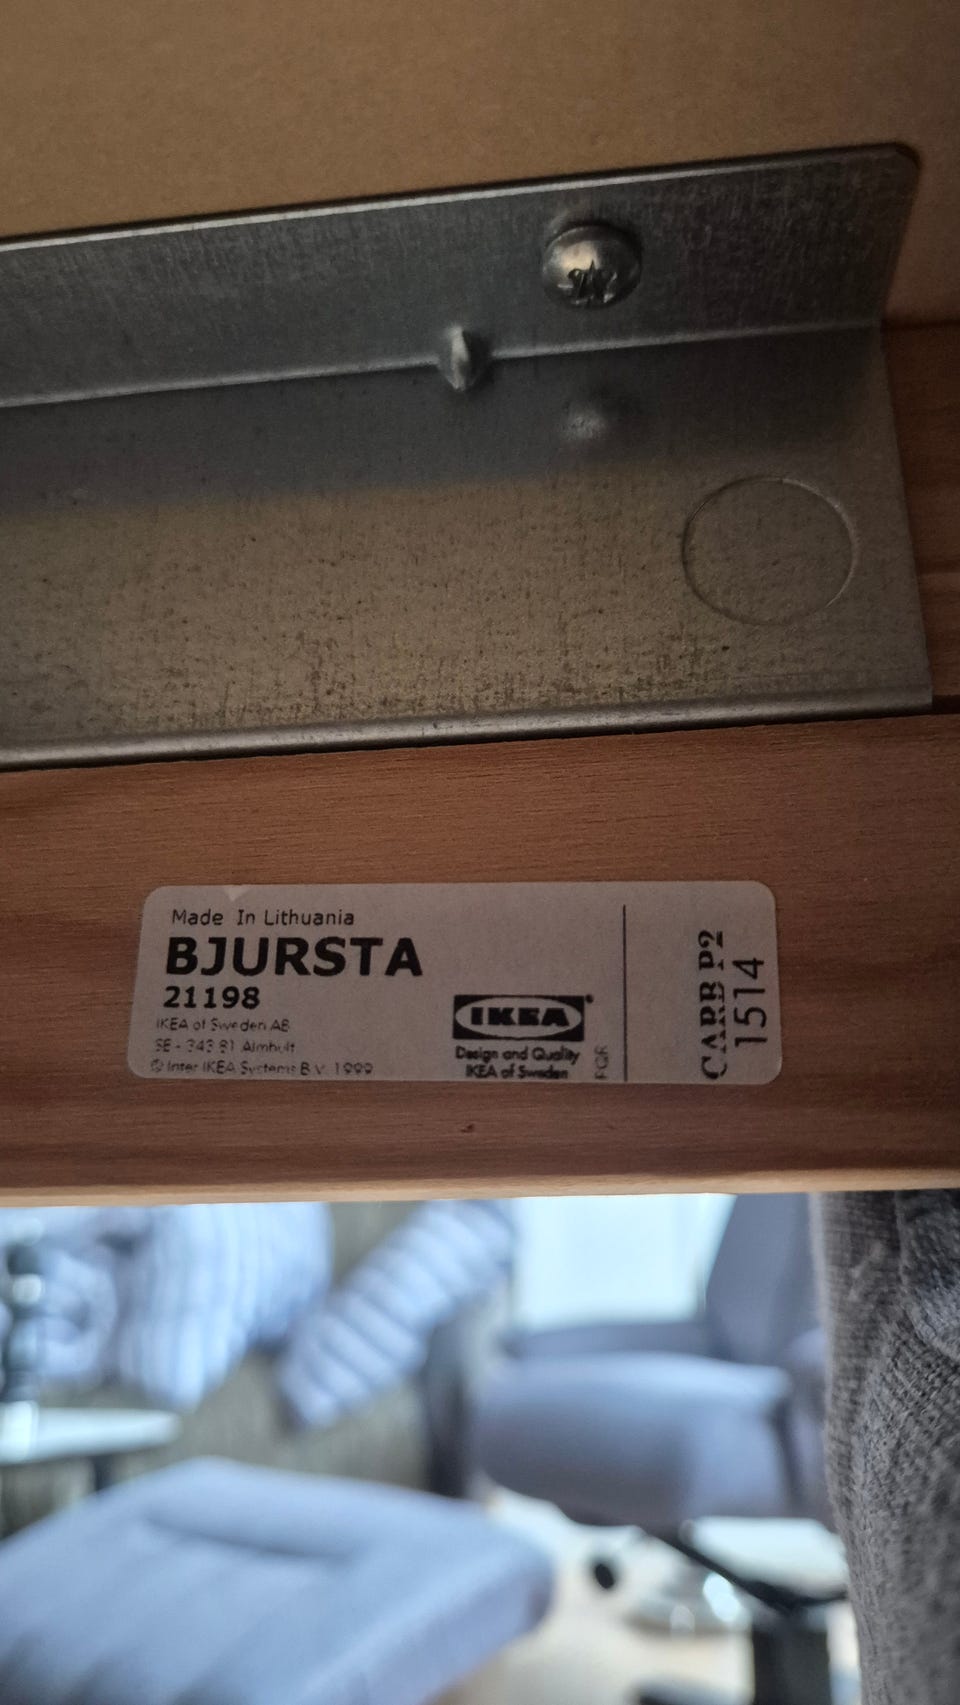 Made In Lithuania
BJURSTA
21198
IKEA of Sweden AB
SE - 343 81 Älmhult
© Inter IKEA Systems B.V. 1999
IKEA
®
Design and Quality
IKEA of Sweden
CARB P2
1514